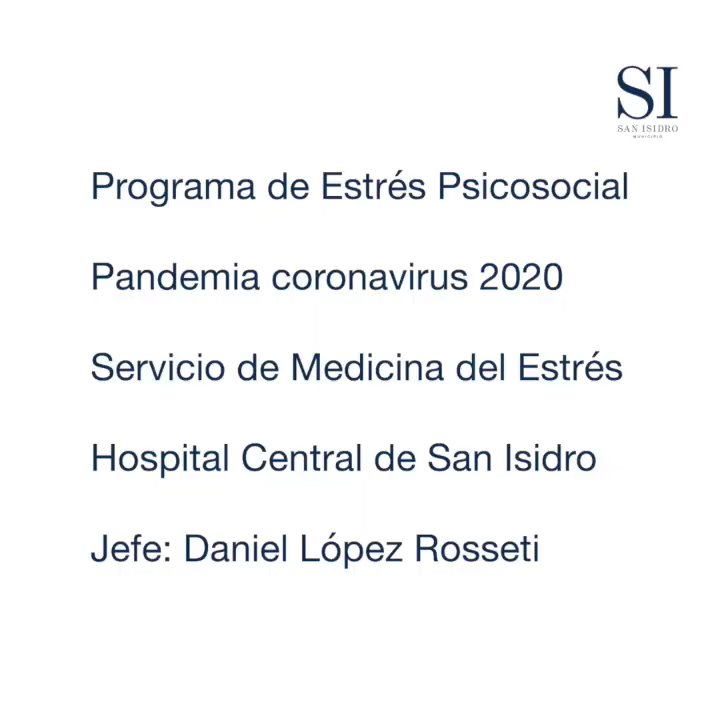 SI
SAN ISIDRO
MUNICIPIO
Programa de Estrés Psicosocial
Pandemia coronavirus 2020
Servicio de Medicina del Estrés
Hospital Central de San Isidro
Jefe: Daniel López Rosseti